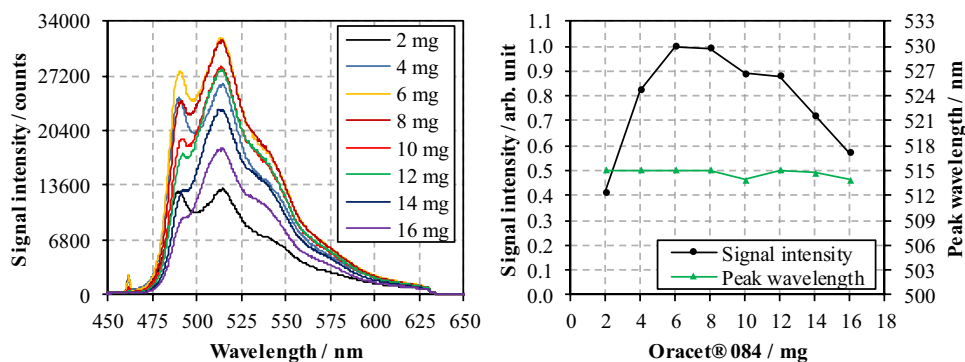 34000
27200
20400
13600
6800
0
Signal intensity / counts
450 475 500 525 550 575 600 625 650
Wavelength / nm
2 mg
4 mg
6 mg
8 mg
10 mg
12 mg
14 mg
16 mg
1.1
1.0
0.9
0.8
0.7
0.6
0.5
0.4
0.3
0.2
0.1
0.0
Signal intensity / arb. unit
0 2 4 6 8 10 12 14 16 18
Oracet® 084 / mg
Signal intensity
Peak wavelength
533
530
527
524
521
518
515
512
509
506
503
500
Peak wavelength / nm